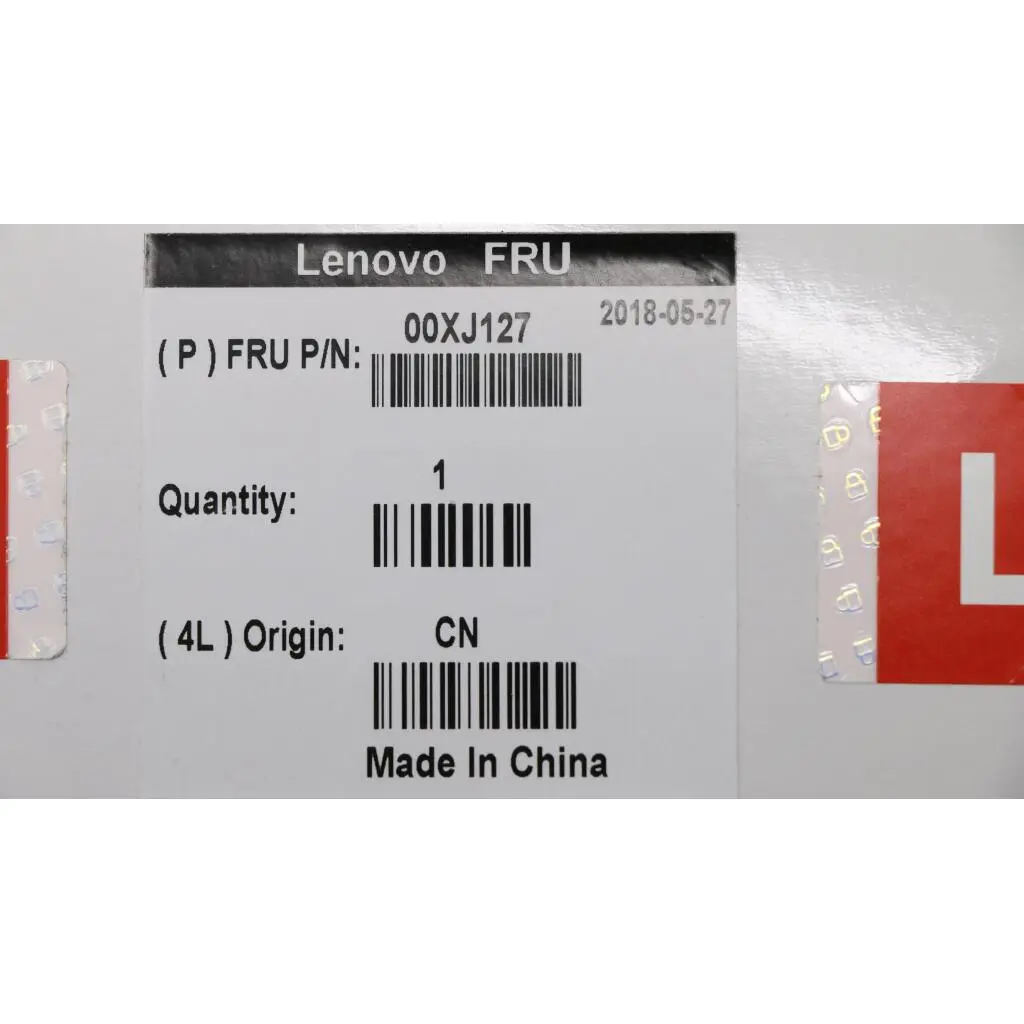 Lenovo FRU
2018-05-27
00XJ127
( P ) FRU P/N:
1
Quantity:
( 4L ) Origin: CN
Made In China
L